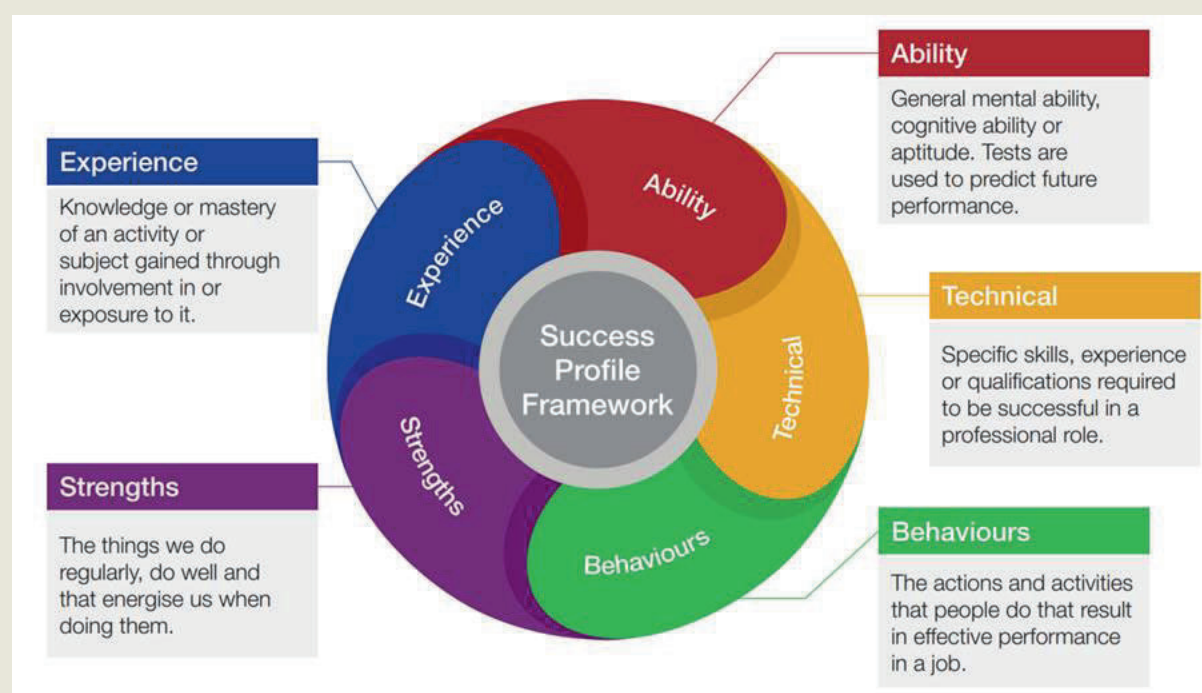 Ability
General mental ability,
cognitive ability or
aptitude. Tests are
used to predict future
performance.
Experience
Knowledge or mastery
of an activity or
subject gained through
involvement in or
exposure to it.
Technical
Specific skills, experience
or qualifications required
to be successful in a
professional role.
Strengths
The things we do
regularly, do well and
that energise us when
doing them.
Behaviours
The actions and activities
that people do that result
in effective performance
in a job.
Ability
Experience
Technical
Strengths
Behaviours
Success
Profile
Framework